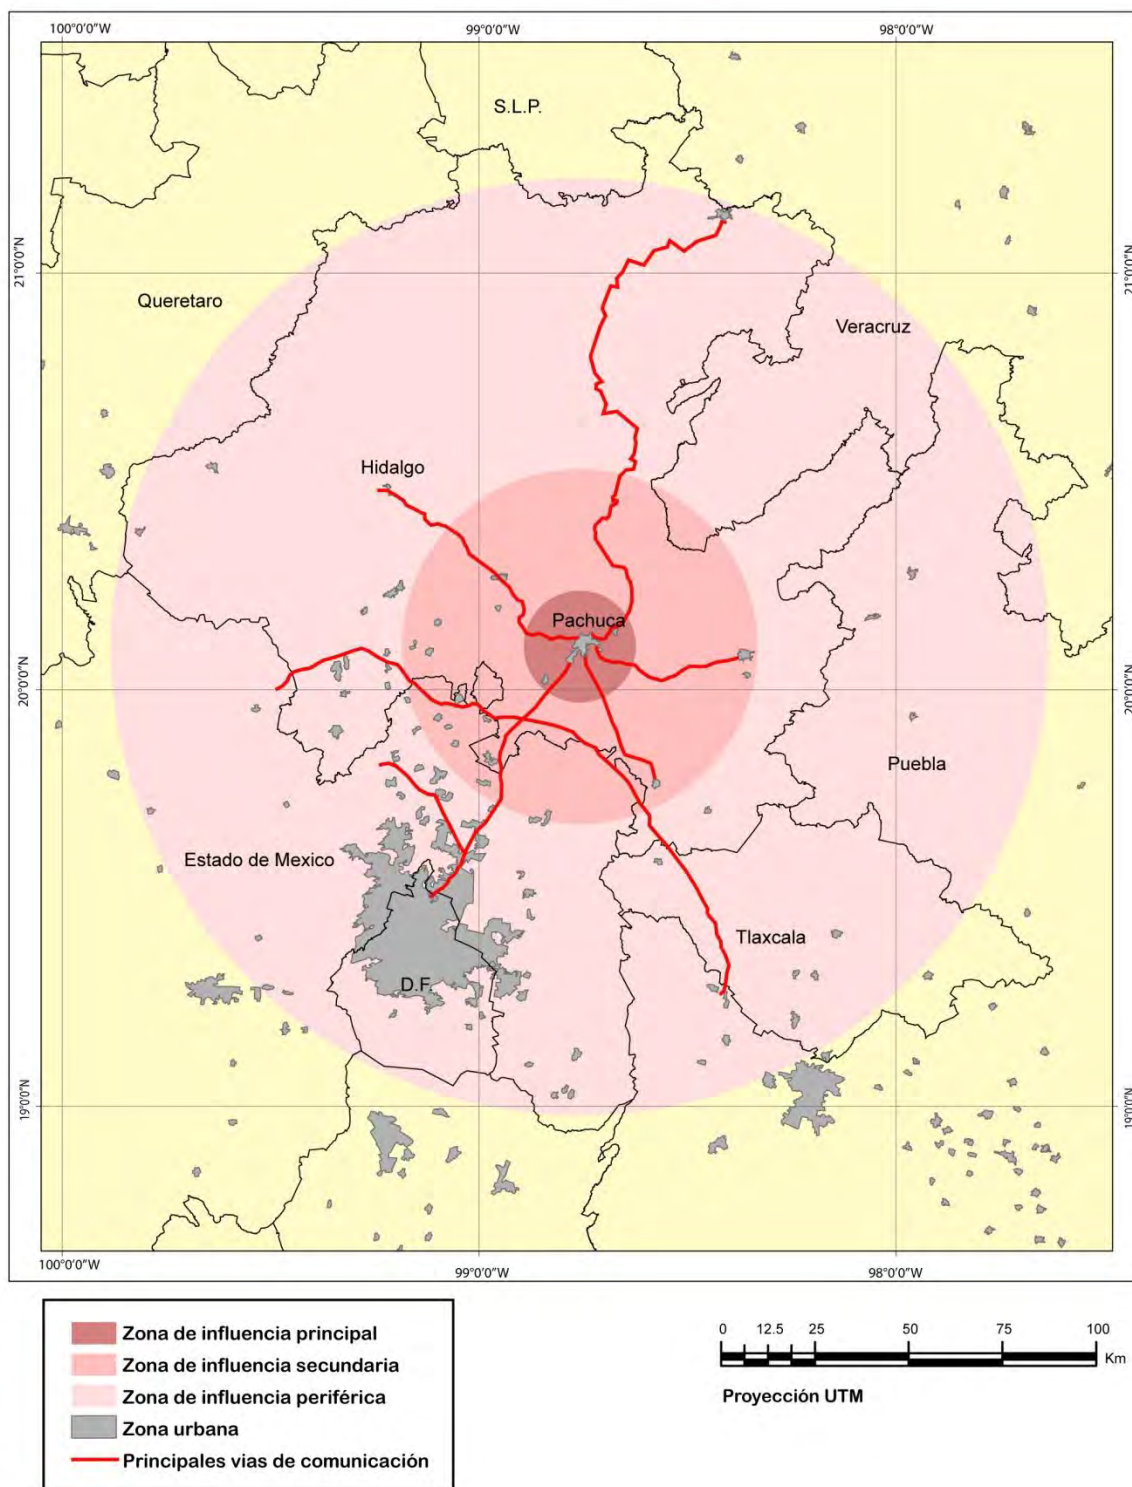 100°0'0"W 99°0'0"W 98°0'0"W
S.L.P.
21°0'0"N 21°0'0"N
Queretaro
Veracruz
Hidalgo
Pachuca
20°0'0"N 20°0'0"N
Puebla
Estado de Mexico
Tlaxcala
D.F.
19°0'0"N 19°0'0"N
100°0'0"W 99°0'0"W 98°0'0"W
Zona de influencia principal
Zona de influencia secundaria
Zona de influencia periférica
Zona urbana
Principales vias de comunicación
0 12.5 25 50 75 100
Km
Proyección UTM